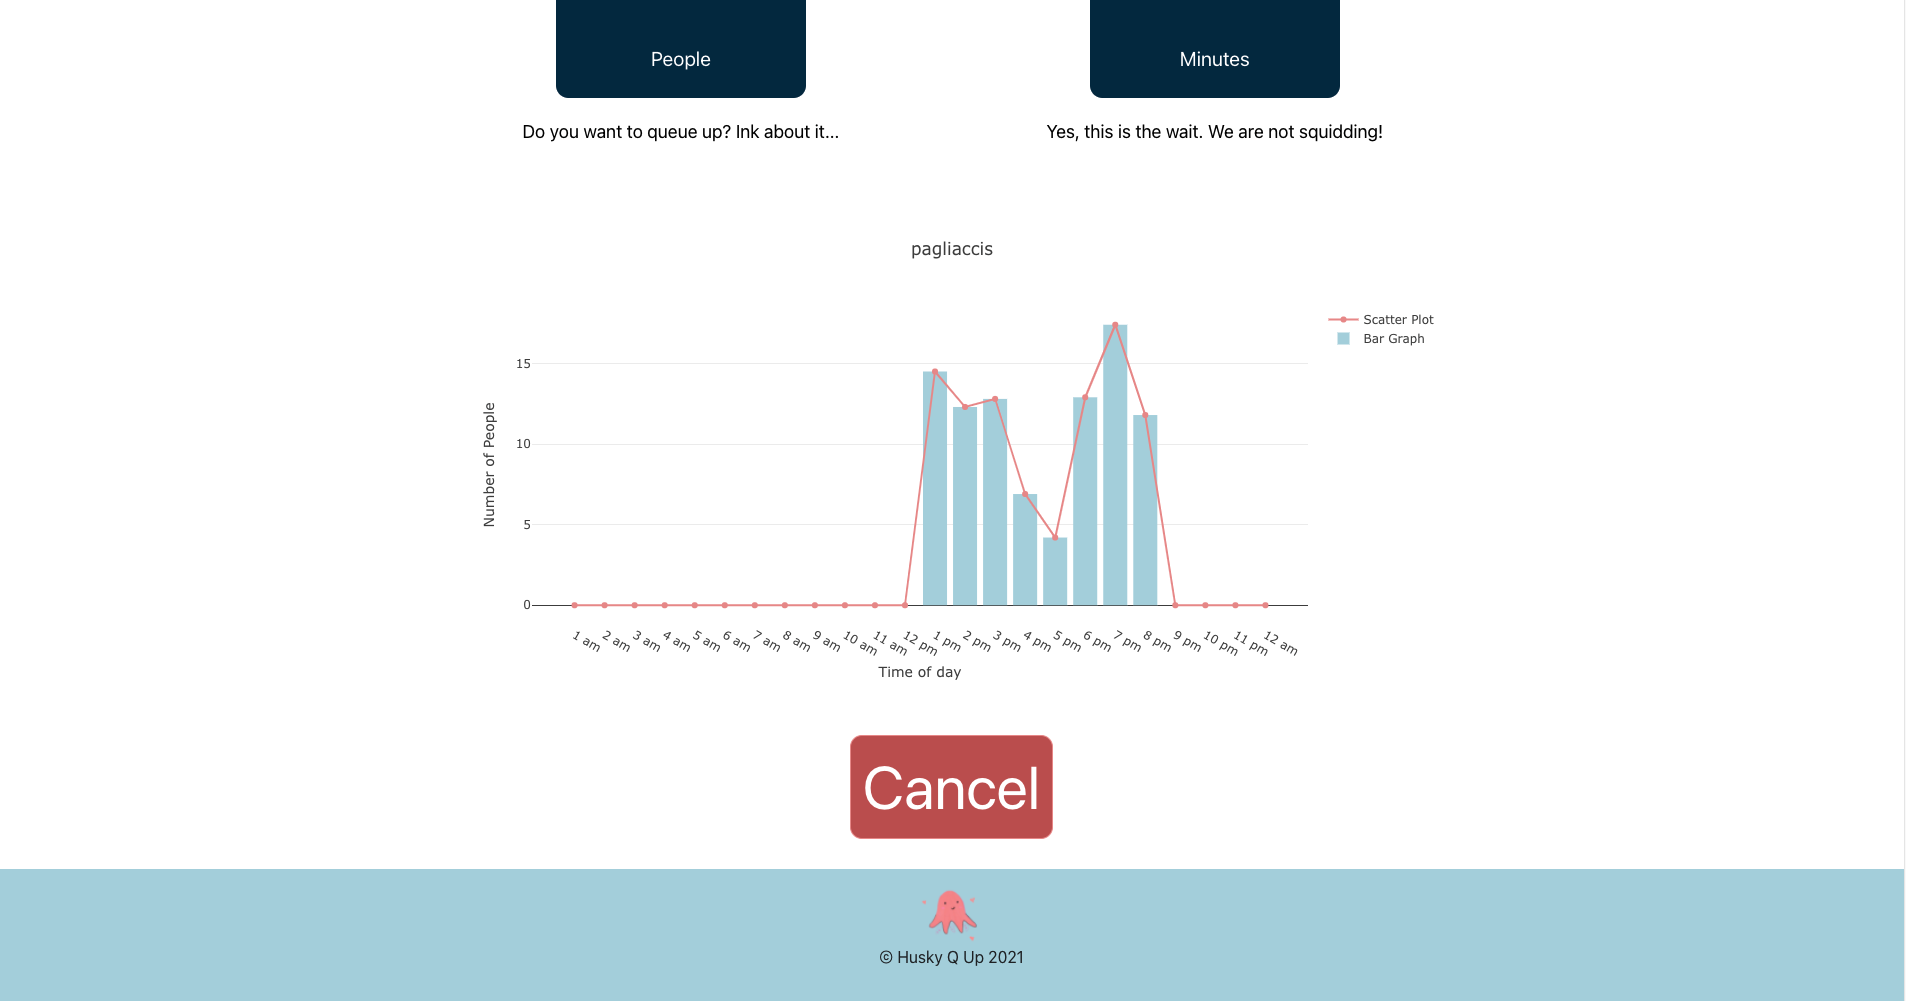 People
Minutes
Do you want to queue up? Ink about it...
Yes, this is the wait. We are not squidding!
pagliaccis
Scatter Plot
Bar Graph
15
10
5
0
Number of People
1 am
2 am
3 am
4 am
5 am
6 am
7 am
8 am
9 am
10 am
11 am
12 pm
1 pm
2 pm
3 pm
4 pm
5 pm
6 pm
7 pm
8 pm
9 pm
10 pm
11 pm
12 am
Time of day
Cancel
© Husky Q Up 2021